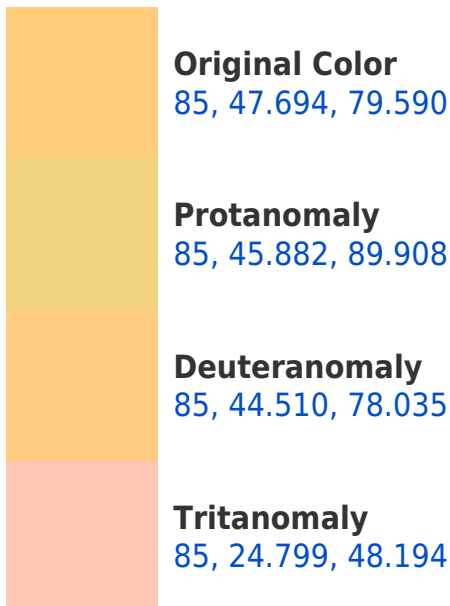 Original Color
85, 47.694, 79.590
Protanomaly
85, 45.882, 89.908
Deuteranomaly
85, 44.510, 78.035
Tritanomaly
85, 24.799, 48.194